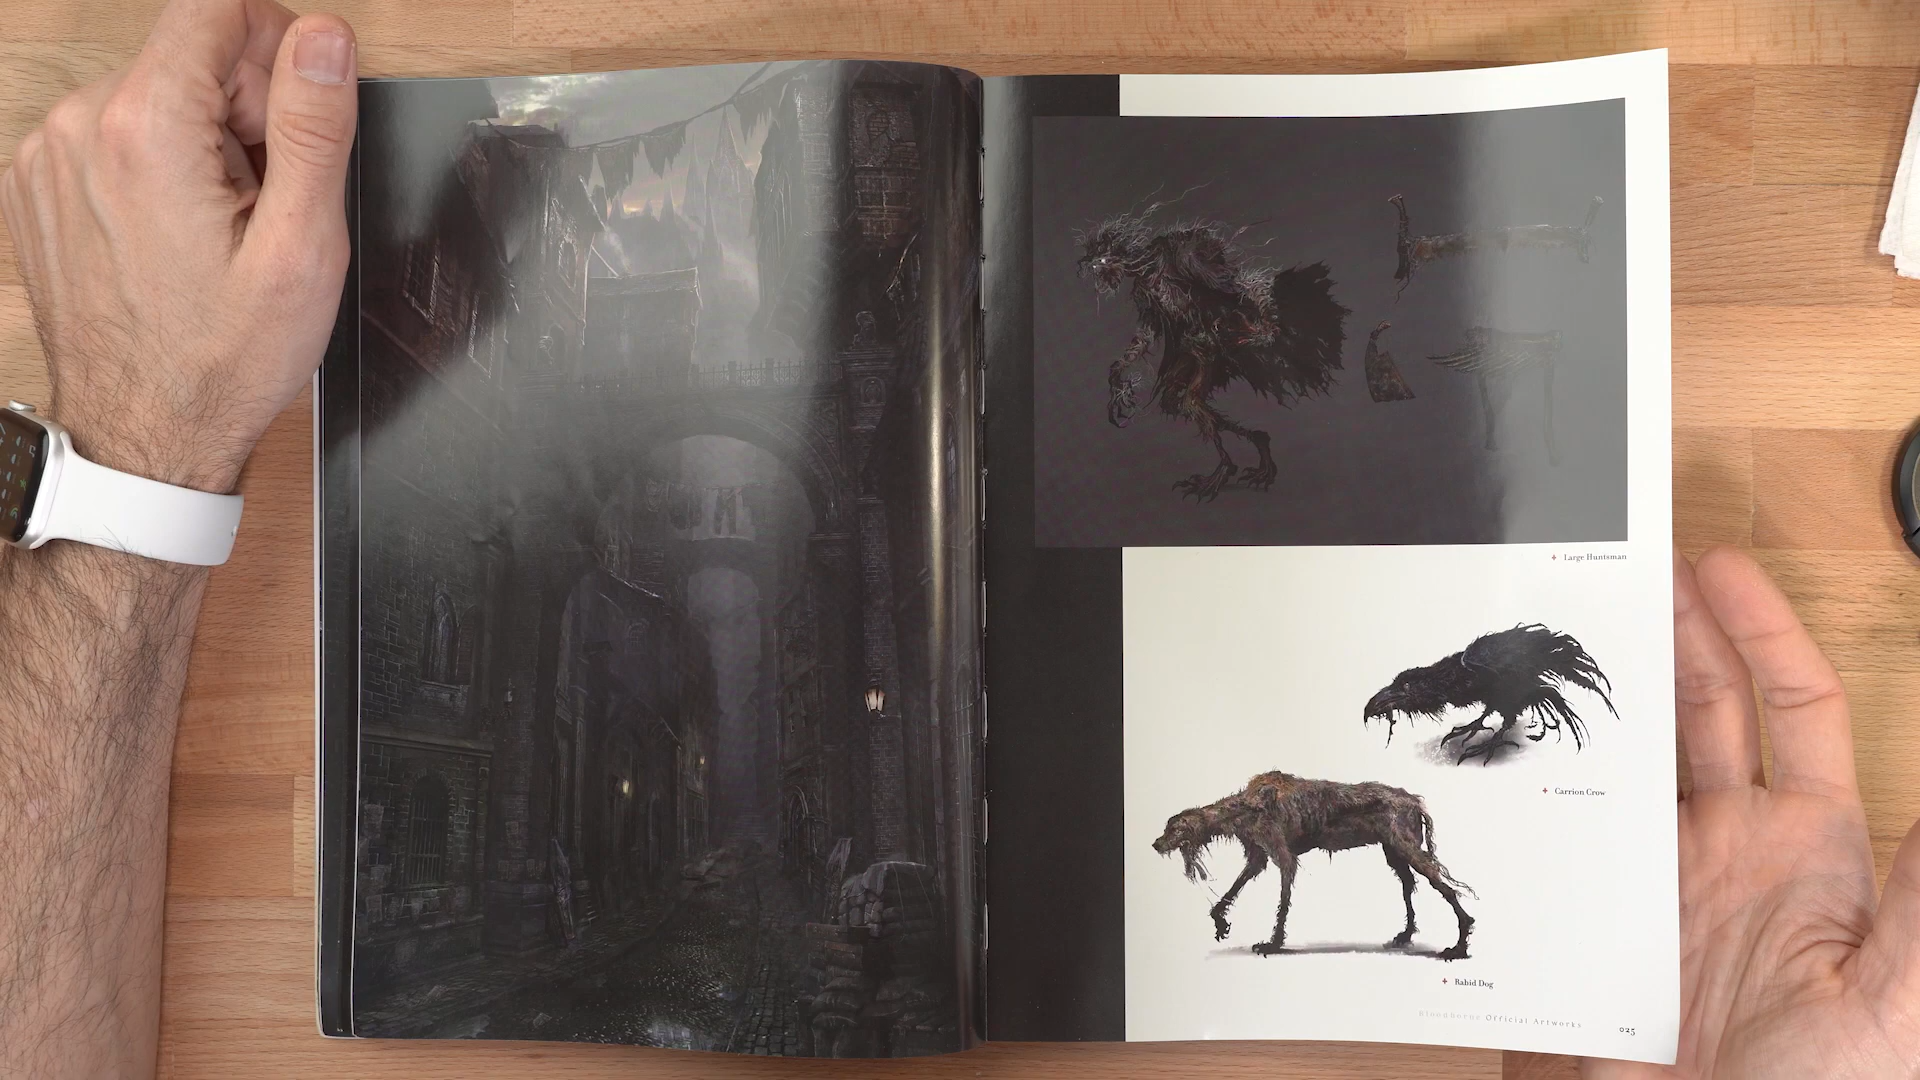 Large Huntsman
Carrion Crow
Rabid Dog
Bloodborne Official Artworks
025